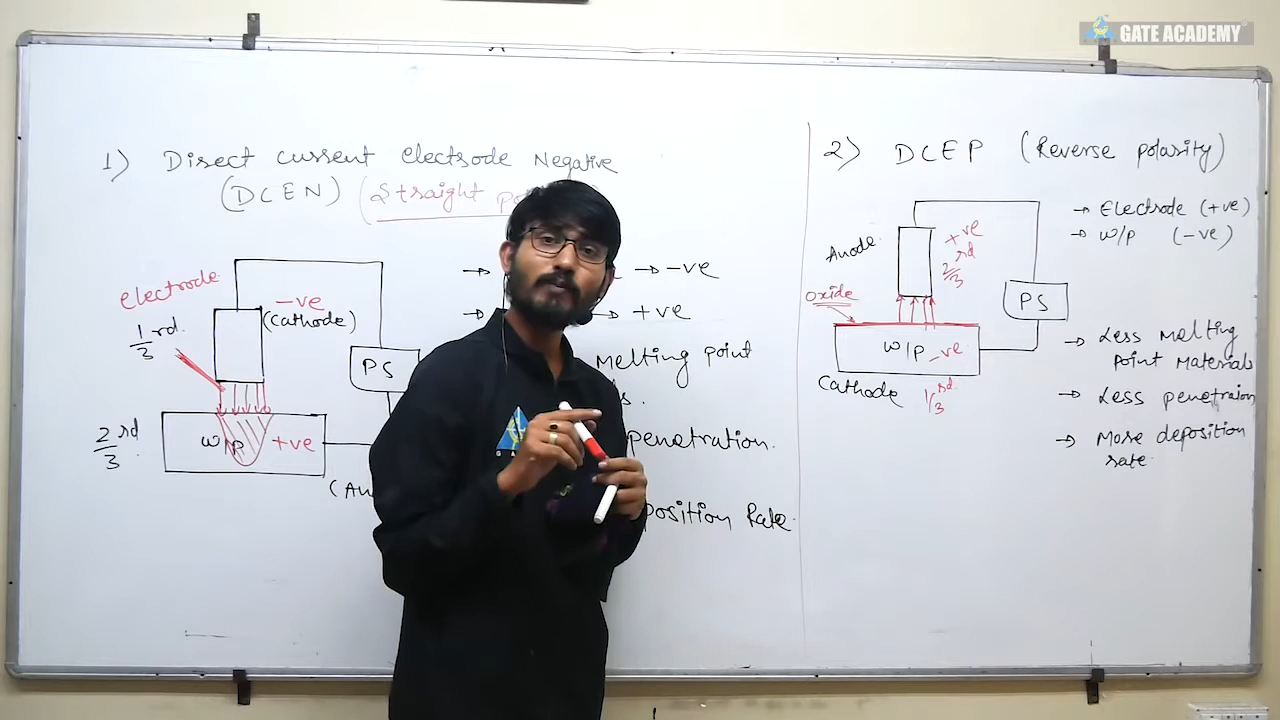 GATE ACADEMY
1) Direct current electrode Negative
(DCEN) (Straight
electrode
1/3 rd.
-ve
(Cathode)
PS
2/3 rd
W/P +ve
→ → -ve
→ → +ve
Melting point
penetration.
Rate.
2) DCEP (Reverse polarity)
→ Electrode (+ve)
→ W/P (-ve)
Anode
+ve
2/3 rd
Oxide
PS
W/P -ve
Cathode 1/3 rd.
→ Less Melting
Point Materials
→ Less penetraion
→ More deposition
rate.